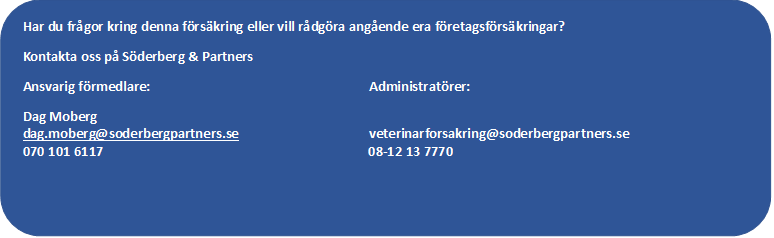 Har du frågor kring denna försäkring eller vill rådgöra angående era företagsförsäkringar?
Kontakta oss på Söderberg & Partners
Ansvarig förmedlare: Administratörer:
Dag Moberg
dag.moberg@soderbergpartners.se veterinarforsakring@soderbergpartners.se
070 101 6117 08-12 13 7770